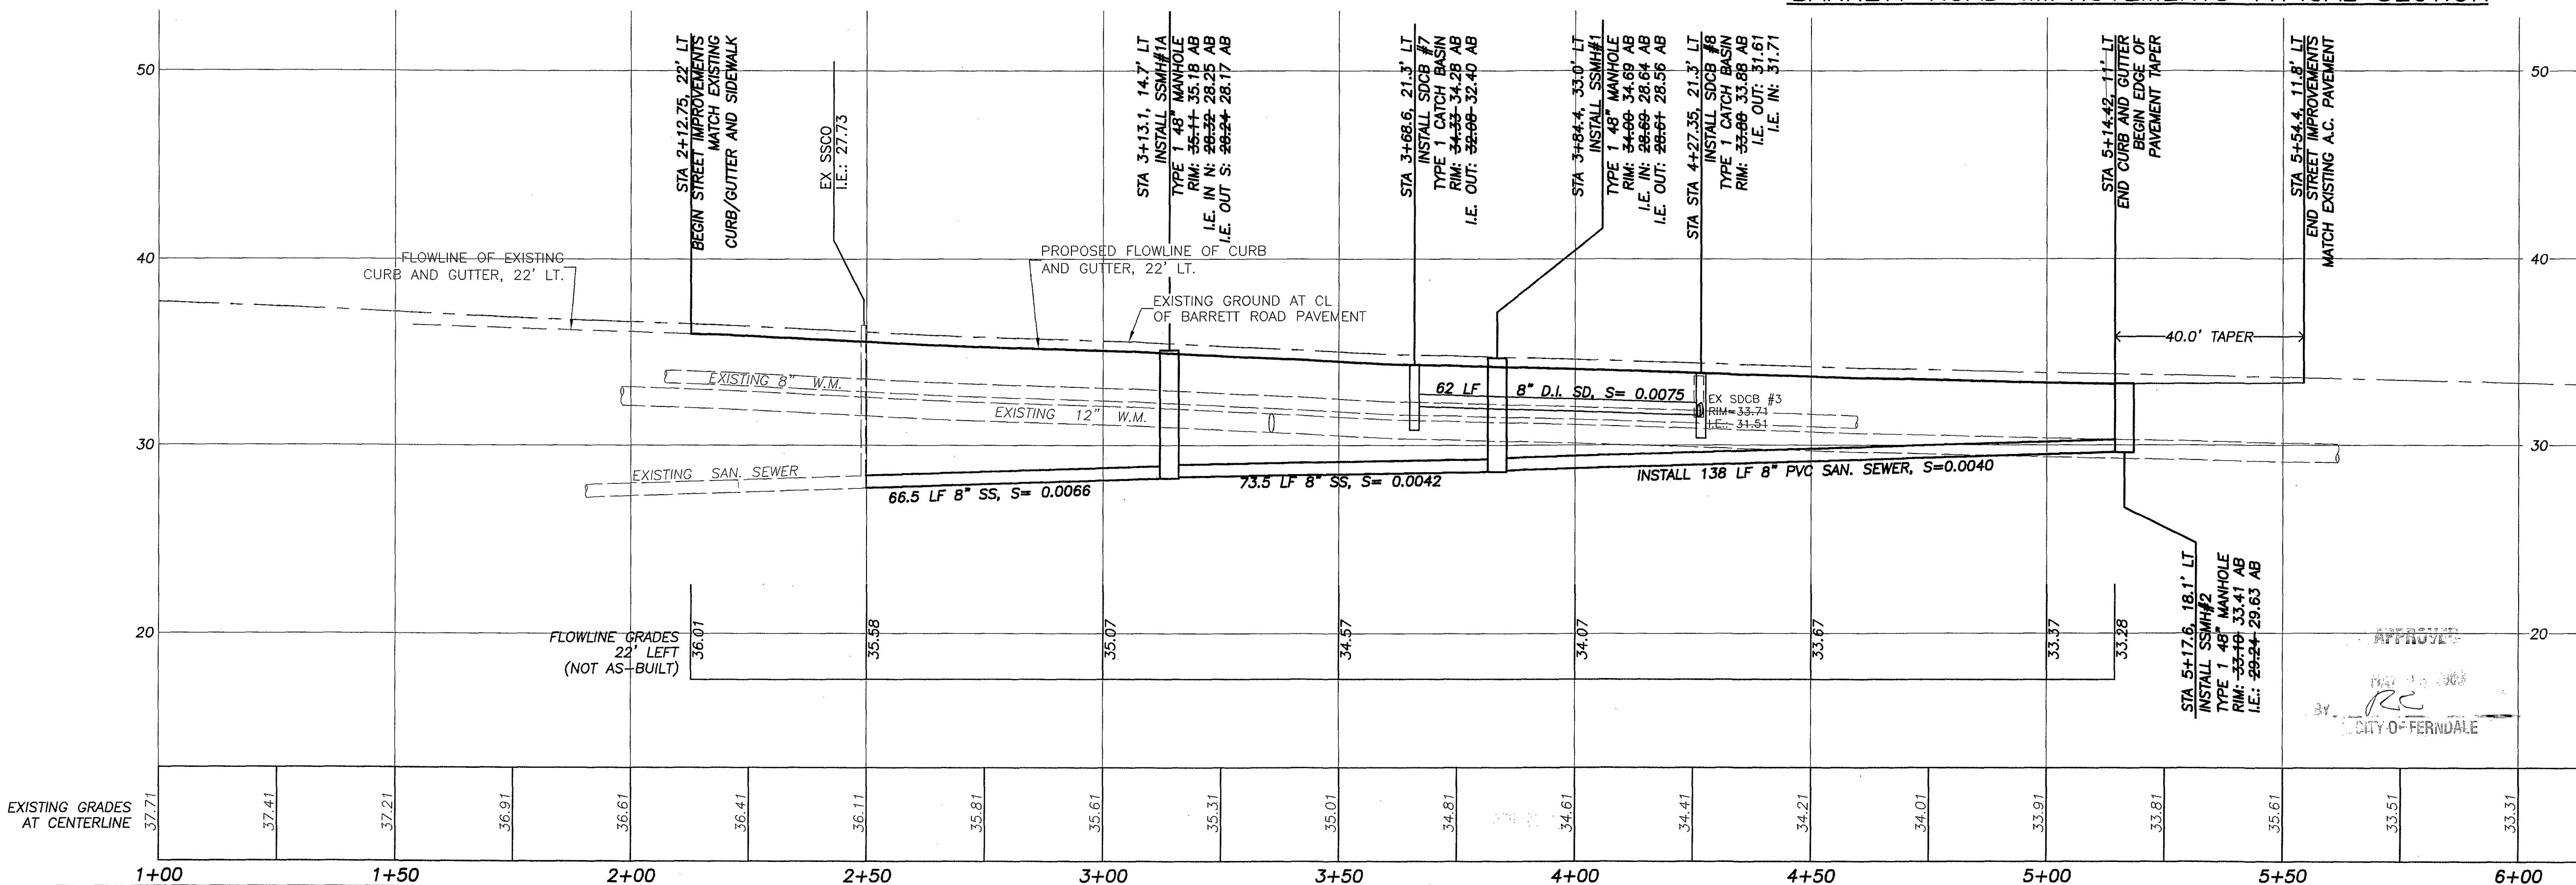 50
40
30
20
50
40
30
20
STA 2+12.75, 22' LT
BEGIN STREET IMPROVEMENTS
MATCH EXISTING
CURB/GUTTER AND SIDEWALK
EX SSCO
I.E.: 27.73
STA 3+13.1, 14.7' LT
INSTALL SSMH#1A
TYPE 1 48" MANHOLE
RIM: 35.11 35.18 AB
I.E. IN N: 28.32 28.25 AB
I.E. OUT S: 28.24 28.17 AB
STA 3+68.6, 21.3' LT
INSTALL SDCB #7
TYPE 1 CATCH BASIN
RIM: 34.33 34.28 AB
I.E. OUT: 32.08 32.40 AB
STA 3+84.4, 33.0' LT
INSTALL SSMH#1
TYPE 1 48" MANHOLE
RIM: 34.00 34.69 AB
I.E. IN: 28.69 28.64 AB
I.E. OUT: 28.61 28.56 AB
STA STA 4+27.35, 21.3' LT
INSTALL SDCB #8
TYPE 1 CATCH BASIN
RIM: 33.80 33.88 AB
I.E. OUT: 31.61
I.E. IN: 31.71
STA 5+14.42, 11' LT
END CURB AND GUTTER
BEGIN EDGE OF
PAVEMENT TAPER
STA 5+54.4, 11.8' LT
END STREET IMPROVEMENTS
MATCH EXISTING A.C. PAVEMENT
FLOWLINE OF EXISTING
CURB AND GUTTER, 22' LT.
PROPOSED FLOWLINE OF CURB
AND GUTTER, 22' LT.
EXISTING GROUND AT CL
OF BARRETT ROAD PAVEMENT
40.0' TAPER
EXISTING 8" W.M.
EXISTING 12" W.M.
62 LF 8" D.I. SD, S= 0.0075
EX SDCB #3
RIM=33.71
I.E.: 31.51
EXISTING SAN. SEWER
66.5 LF 8" SS, S= 0.0066
73.5 LF 8" SS, S= 0.0042
INSTALL 138 LF 8" PVC SAN. SEWER, S=0.0040
STA 5+17.6, 18.1' LT
INSTALL SSMH#2
TYPE 1 48" MANHOLE
RIM: 33.10 33.41 AB
I.E.: 29.24 29.63 AB
FLOWLINE GRADES
22' LEFT
(NOT AS-BUILT)
36.01 35.58 35.07 34.57 34.07 33.67 33.37 33.28
APPROVED
MAY
BY RC
CITY OF FERNDALE
EXISTING GRADES
AT CENTERLINE
37.71 37.41 37.21 36.91 36.61 36.41 36.11 35.81 35.61 35.31 35.01 34.81 34.61 34.41 34.21 34.01 33.91 33.81 35.61 33.51 33.31
1+00 1+50 2+00 2+50 3+00 3+50 4+00 4+50 5+00 5+50 6+00